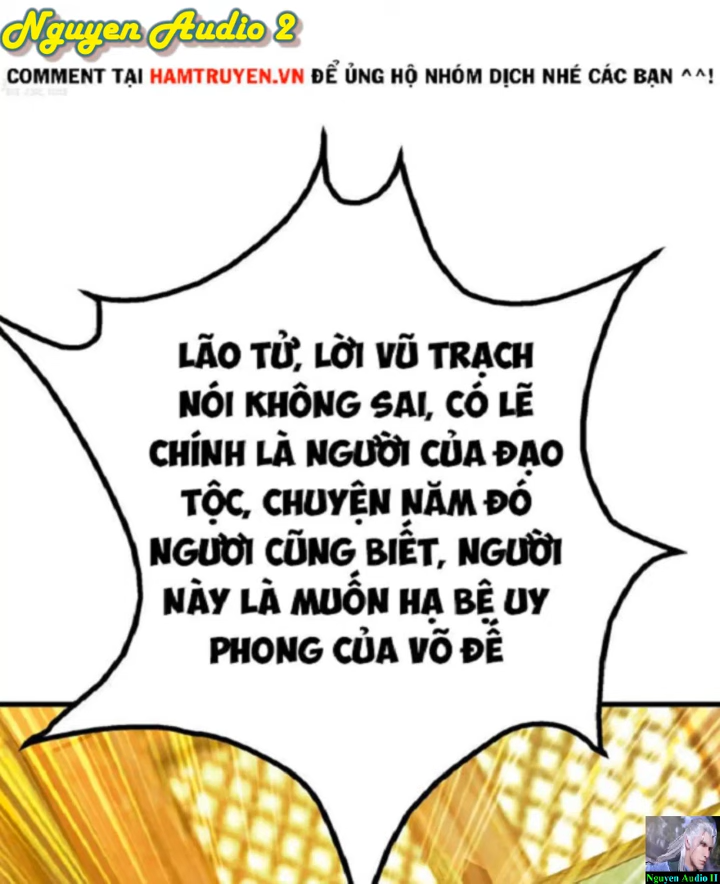 Nguyen Audio 2
COMMENT TẠI HAMTRUYEN.VN ĐỂ ỦNG HỘ NHÓM DỊCH NHÉ CÁC BẠN ^^!
LÃO TỬ, LỜI VŨ TRẠCH
NÓI KHÔNG SAI, CÓ LẼ
CHÍNH LÀ NGƯỜI CỦA ĐẠO
TỘC, CHUYỆN NĂM ĐÓ
NGƯƠI CŨNG BIẾT, NGƯỜI
NÀY LÀ MUỐN HẠ BỆ UY
PHONG CỦA VÕ ĐẾ
Nguyen Audio II